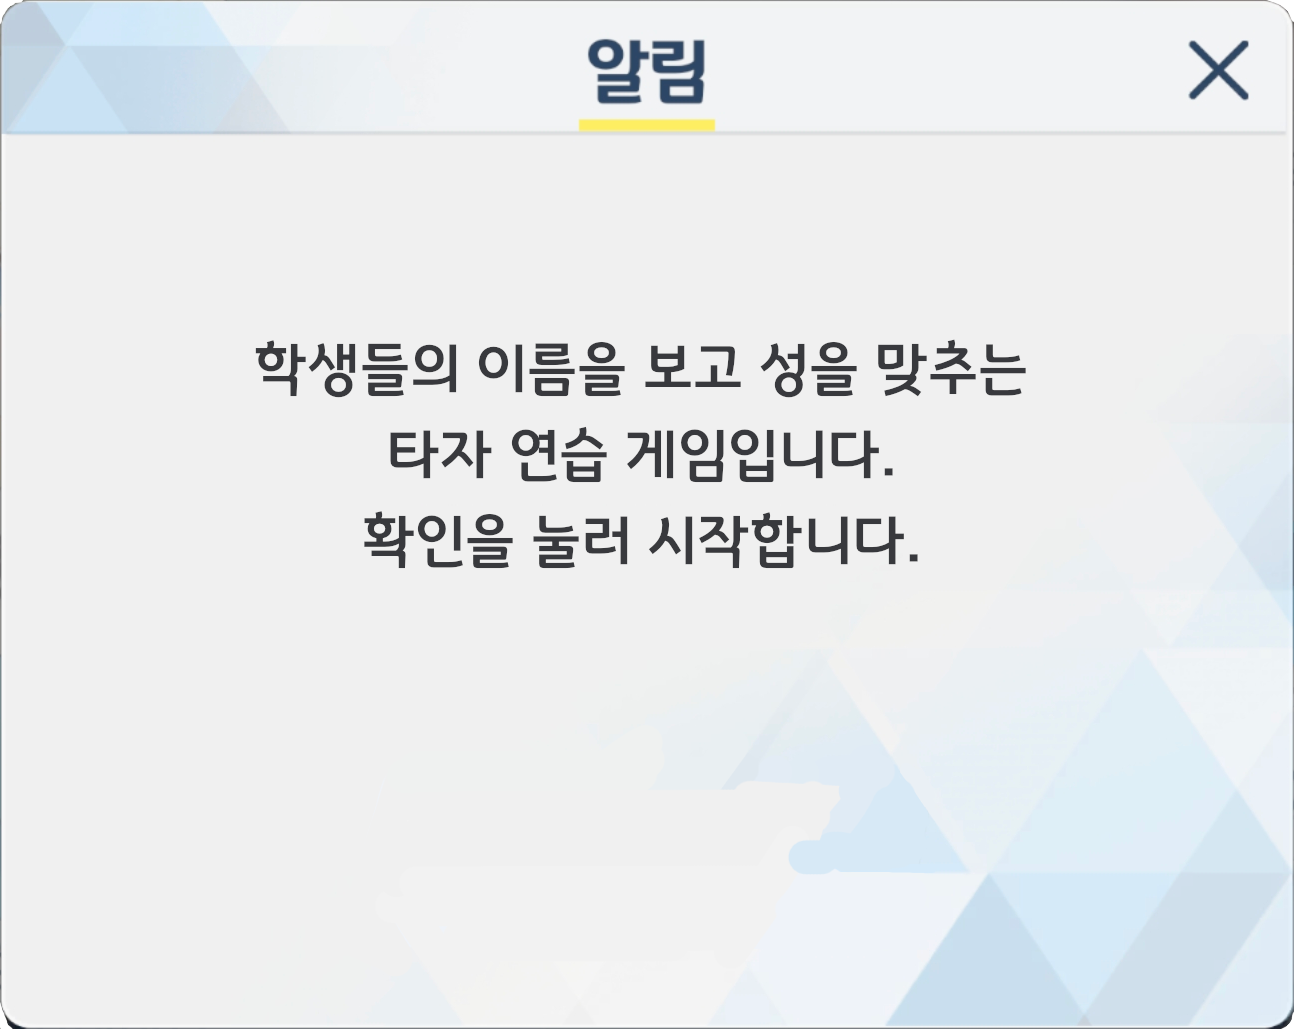 알림
학생들의 이름을 보고 성을 맞추는
타자 연습 게임입니다.
확인을 눌러 시작합니다.